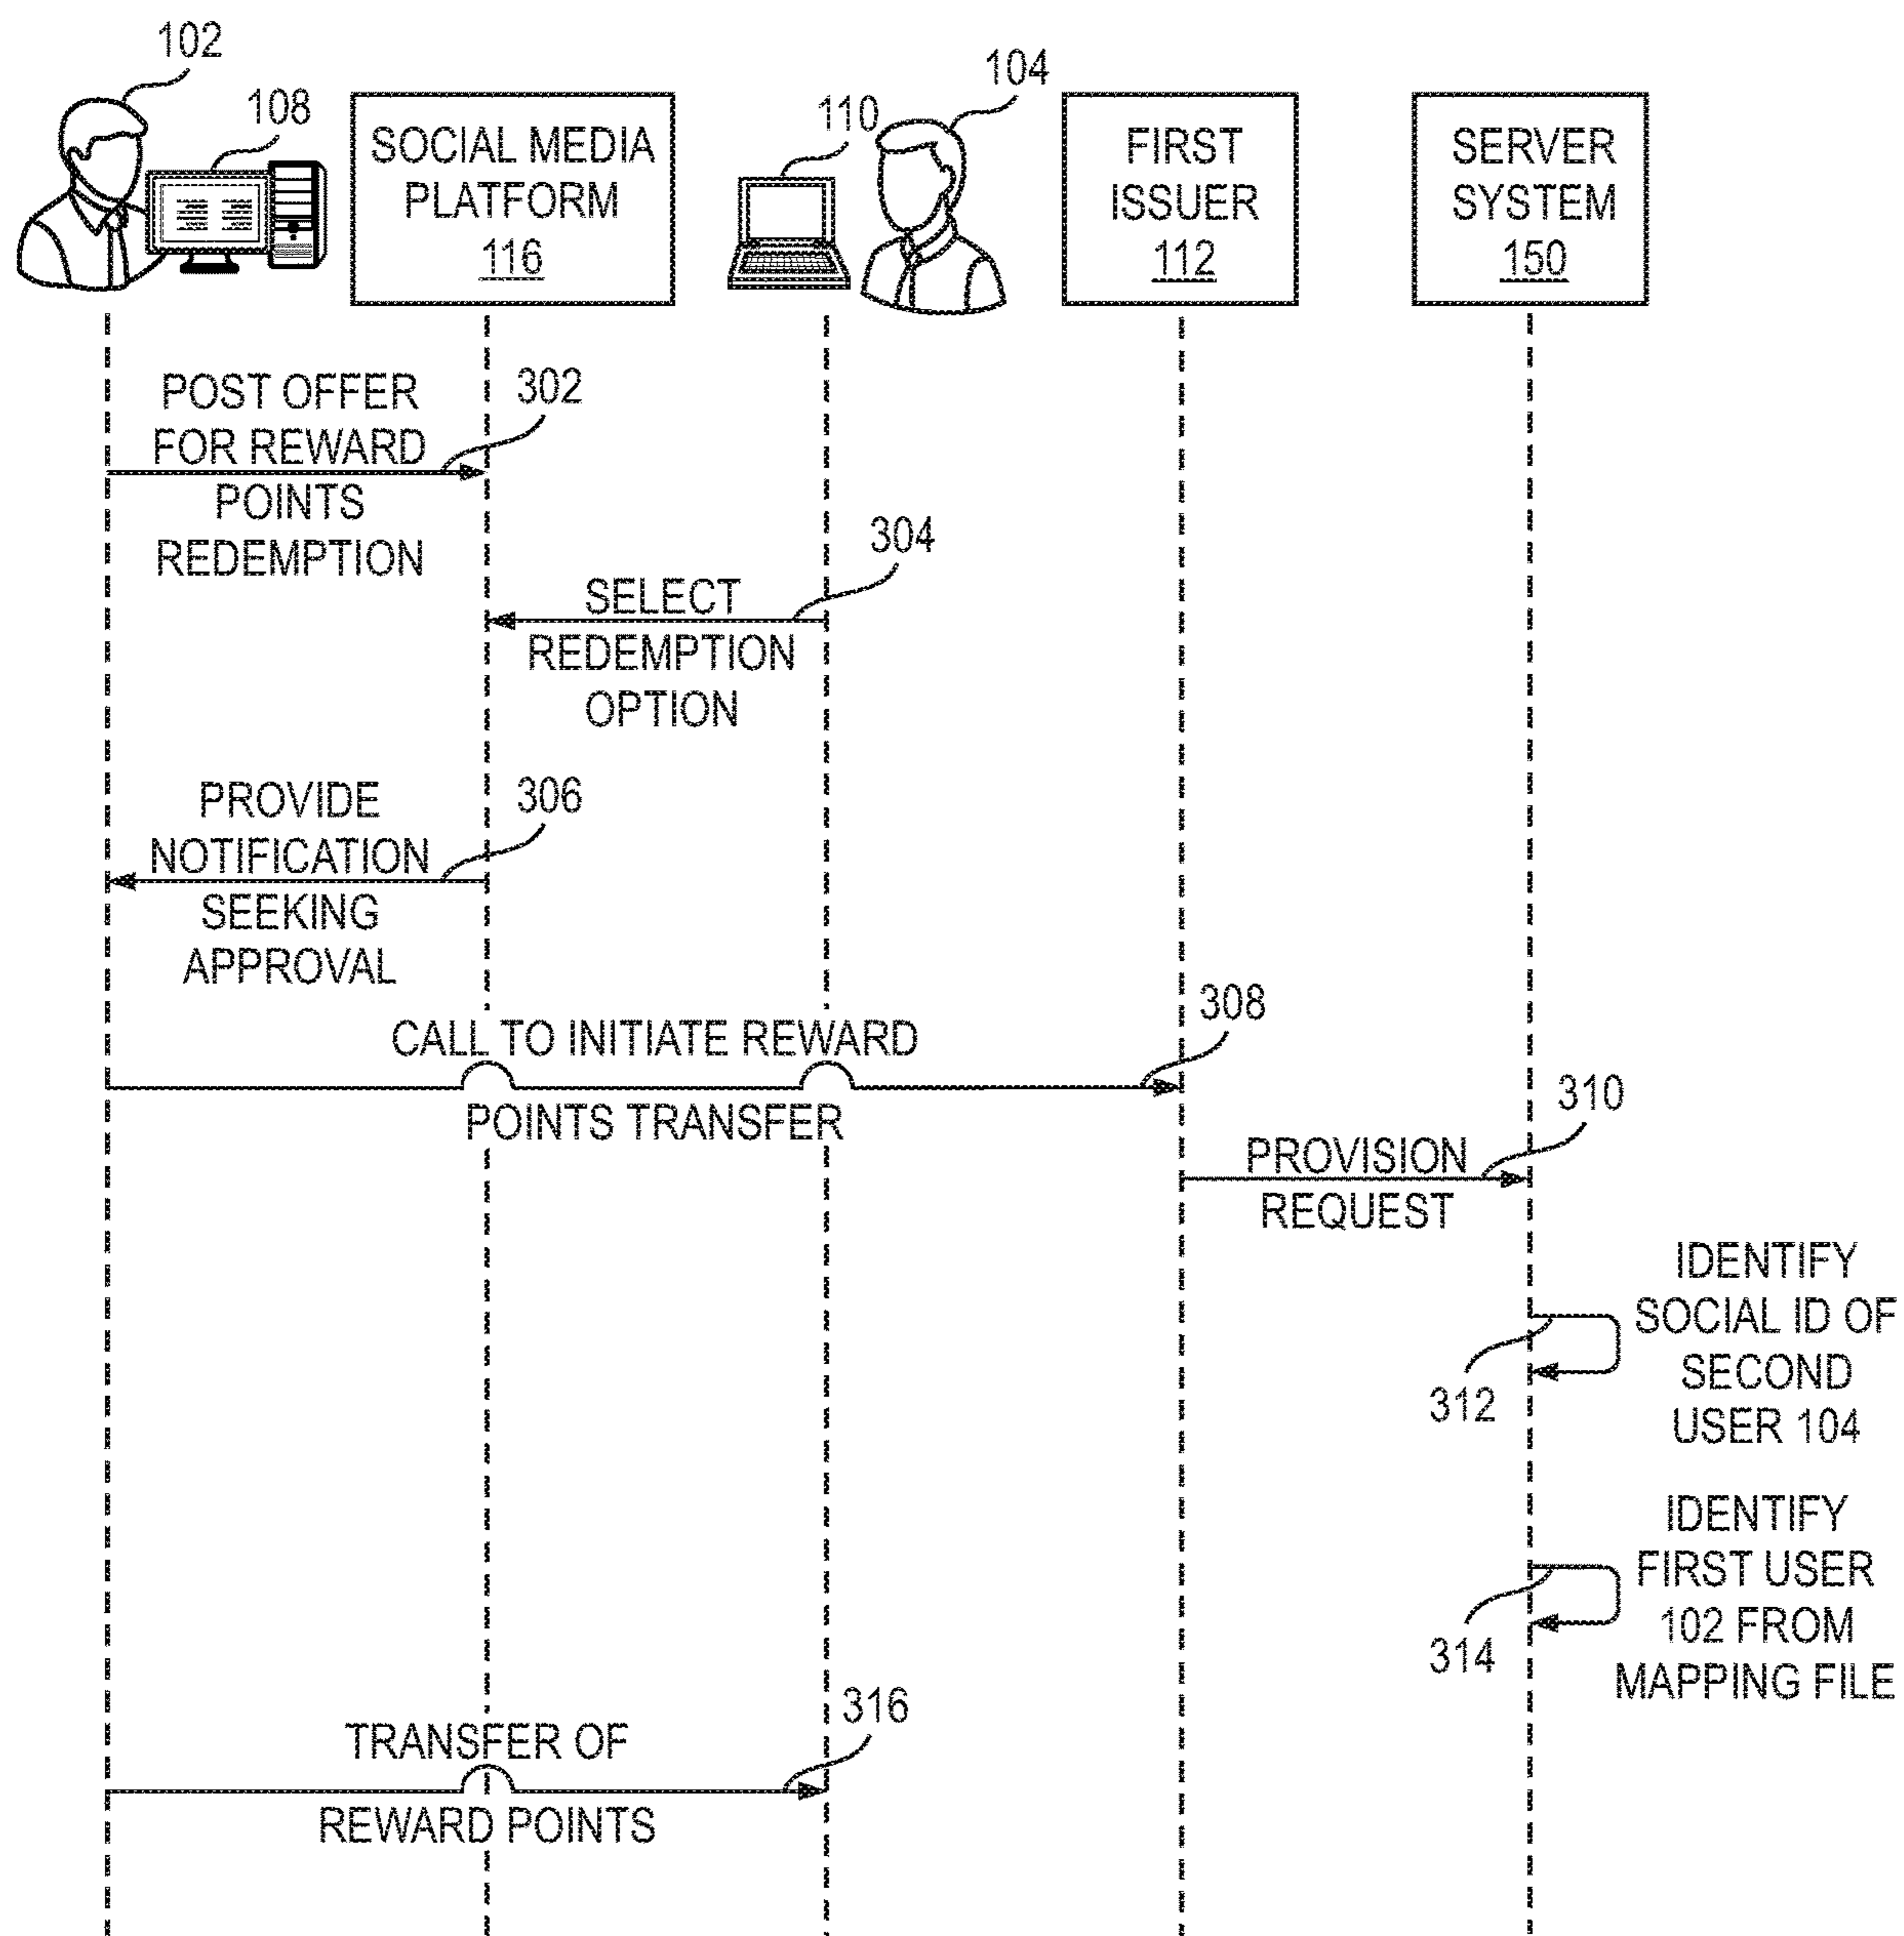 102
108
SOCIAL MEDIA
PLATFORM
116
110
104
FIRST
ISSUER
112
SERVER
SYSTEM
150
POST OFFER
FOR REWARD
POINTS
REDEMPTION
302
SELECT
REDEMPTION
OPTION
304
PROVIDE
NOTIFICATION
SEEKING
APPROVAL
306
CALL TO INITIATE REWARD
POINTS TRANSFER
308
PROVISION
REQUEST
310
IDENTIFY
SOCIAL ID OF
SECOND
USER 104
312
IDENTIFY
FIRST USER
102 FROM
MAPPING FILE
314
TRANSFER OF
REWARD POINTS
316